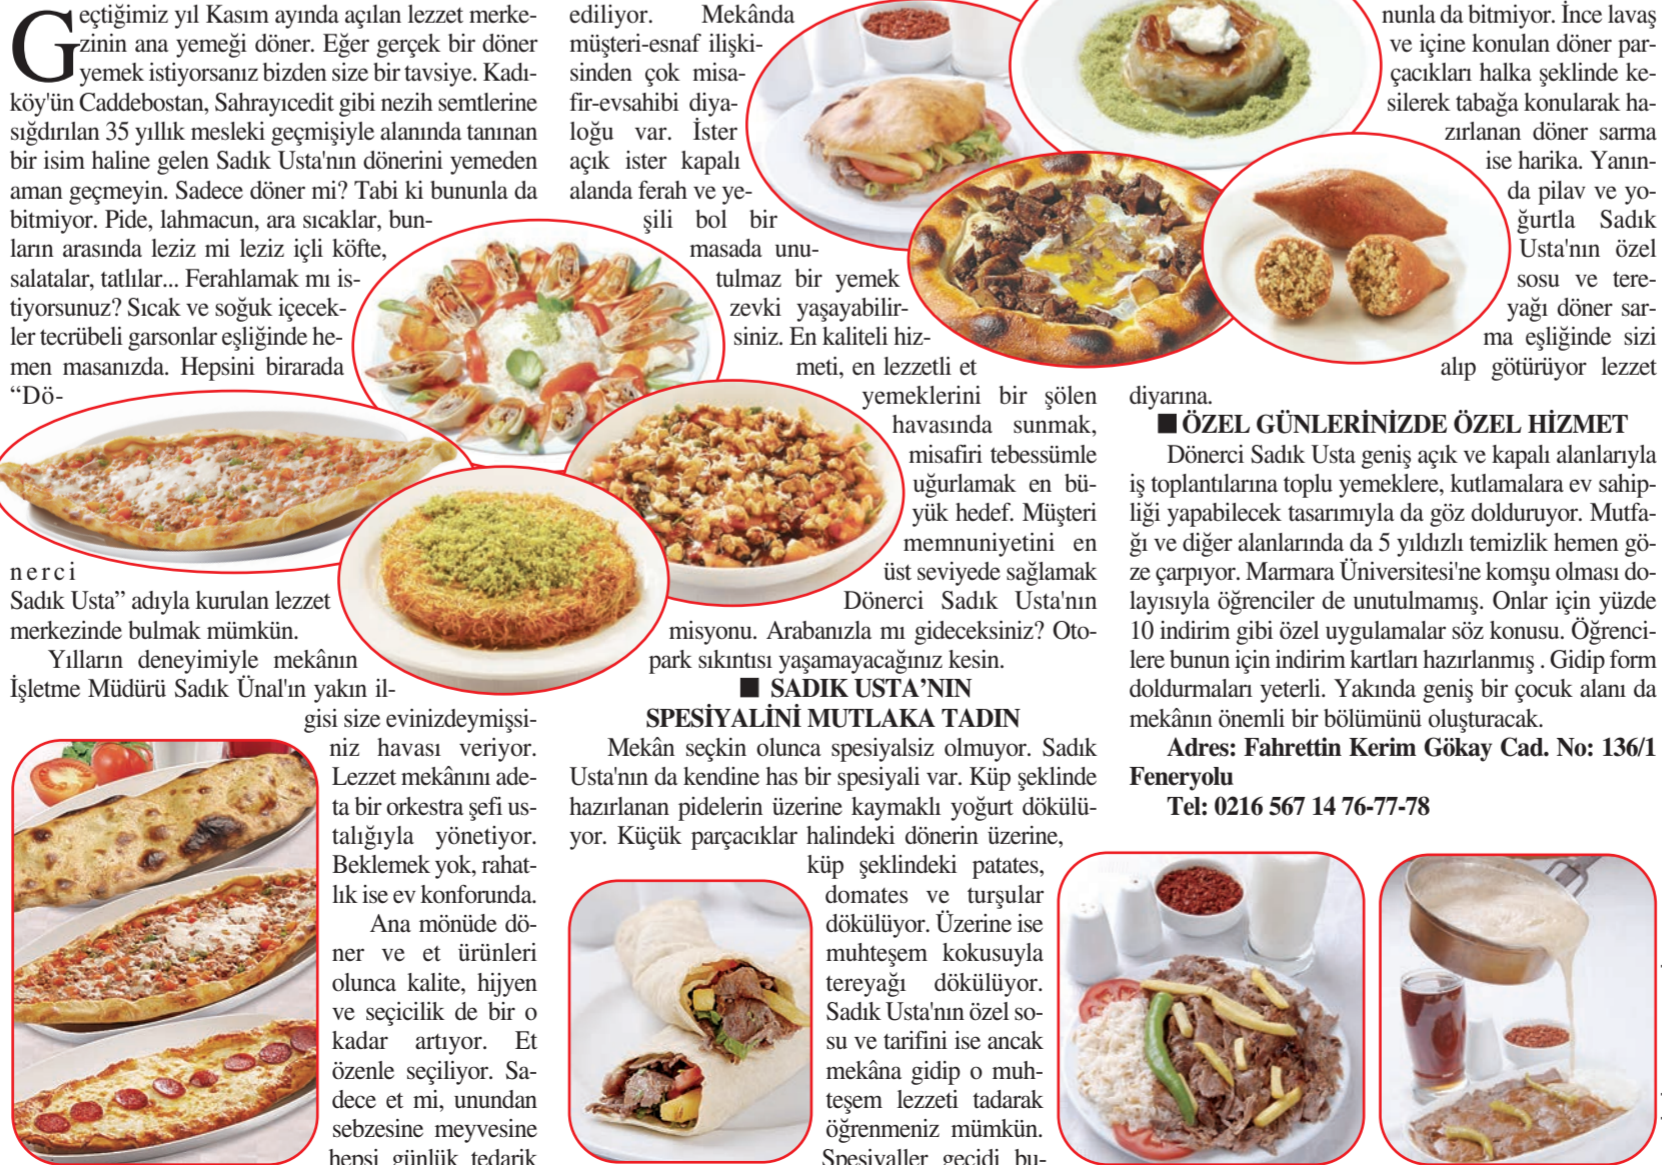 Geçtiğimiz yıl Kasım ayında açılan lezzet merke-
zinin ana yemeği döner. Eğer gerçek bir döner
yemek istiyorsanız bizden size bir tavsiye. Kadı-
köy'ün Caddebostan, Sahrayıcedit gibi nezih semtlerine
sığdırılan 35 yıllık mesleki geçmişiyle alanında tanınan
bir isim haline gelen Sadık Usta'nın dönerini yemeden
aman geçmeyin. Sadece döner mi? Tabi ki bununla da
bitmiyor. Pide, lahmacun, ara sıcaklar, bun-
ların arasında leziz mi leziz içli köfte,
salatalar, tatlılar... Ferahlamak mı is-
tiyorsunuz? Sıcak ve soğuk içecek-
ler tecrübeli garsonlar eşliğinde he-
men masanızda. Hepsini birarada
“Dö-
nerci
Sadık Usta” adıyla kurulan lezzet
merkezinde bulmak mümkün.
Yılların deneyimiyle mekânın
İşletme Müdürü Sadık Ünal'ın yakın il-
gisi size evinizdeymişsi-
niz havası veriyor.
Lezzet mekânını ade-
ta bir orkestra şefi us-
talığıyla yönetiyor.
Beklemek yok, rahat-
lık ise ev konforunda.
Ana mönüde dö-
ner ve et ürünleri
olunca kalite, hijyen
ve seçicilik de bir o
kadar artıyor. Et
özenle seçiliyor. Sa-
dece et mi, unundan
sebzesine meyvesine
hepsi günlük tedarik
ediliyor. Mekânda
müşteri-esnaf ilişki-
sinden çok misa-
fir-evsahibi diya-
loğu var. İster
açık ister kapalı
alanda ferah ve ye-
şili bol bir
masada unu-
tulmaz bir yemek
zevki yaşayabilir-
siniz. En kaliteli hiz-
meti, en lezzetli et
yemeklerini bir şölen
havasında sunmak,
misafiri tebessümle
uğurlamak en bü-
yük hedef. Müşteri
memnuniyetini en
üst seviyede sağlamak
Dönerci Sadık Usta'nın
misyonu. Arabanızla mı gideceksiniz? Oto-
park sıkıntısı yaşamayacağınız kesin.
■ SADIK USTA’NIN
SPESİYALİNİ MUTLAKA TADIN
Mekân seçkin olunca spesiyalsiz olmuyor. Sadık
Usta'nın da kendine has bir spesiyali var. Küp şeklinde
hazırlanan pidelerin üzerine kaymaklı yoğurt dökülü-
yor. Küçük parçacıklar halindeki dönerin üzerine,
küp şeklindeki patates,
domates ve turşular
dökülüyor. Üzerine ise
muhteşem kokusuyla
tereyağı dökülüyor.
Sadık Usta'nın özel so-
su ve tarifini ise ancak
mekâna gidip o muh-
teşem lezzeti tadarak
öğrenmeniz mümkün.
Spesiyaller geçidi bu-
nunla da bitmiyor. İnce lavaş
ve içine konulan döner par-
çacıkları halka şeklinde ke-
silerek tabağa konularak ha-
zırlanan döner sarma
ise harika. Yanın-
da pilav ve yo-
ğurtla Sadık
Usta'nın özel
sosu ve tere-
yağı döner sar-
ma eşliğinde sizi
alıp götürüyor lezzet
diyarına.
■ ÖZEL GÜNLERİNİZDE ÖZEL HİZMET
Dönerci Sadık Usta geniş açık ve kapalı alanlarıyla
iş toplantılarına toplu yemeklere, kutlamalara ev sahip-
liği yapabilecek tasarımıyla da göz dolduruyor. Mutfa-
ğı ve diğer alanlarında da 5 yıldızlı temizlik hemen gö-
ze çarpıyor. Marmara Üniversitesi'ne komşu olması do-
layısıyla öğrenciler de unutulmamış. Onlar için yüzde
10 indirim gibi özel uygulamalar söz konusu. Öğrenci-
lere bunun için indirim kartları hazırlanmış . Gidip form
doldurmaları yeterli. Yakında geniş bir çocuk alanı da
mekânın önemli bir bölümünü oluşturacak.
Adres: Fahrettin Kerim Gökay Cad. No: 136/1
Feneryolu
Tel: 0216 567 14 76-77-78